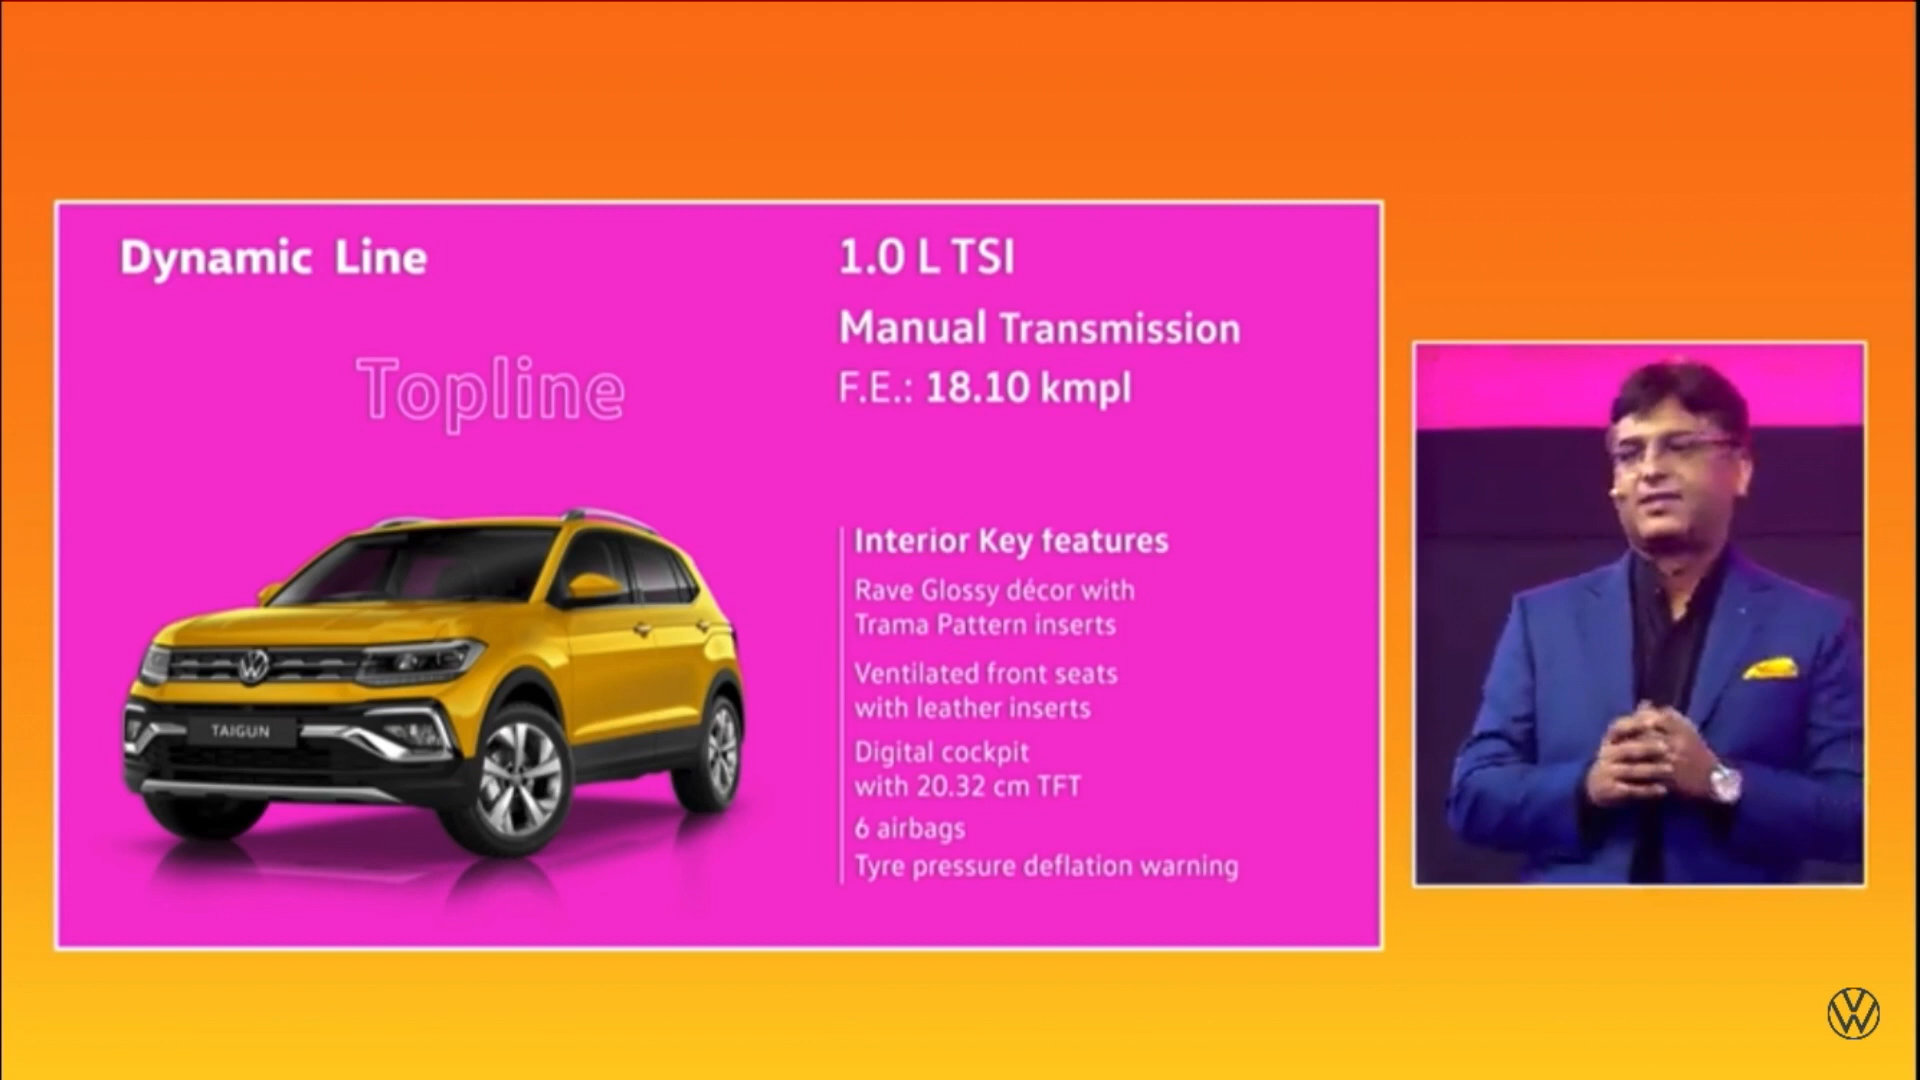 Dynamic Line
Topline
TAIGUN
1.0 L TSI
Manual Transmission
F.E.: 18.10 kmpl
Interior Key features
Rave Glossy décor with
Trama Pattern inserts
Ventilated front seats
with leather inserts
Digital cockpit
with 20.32 cm TFT
6 airbags
Tyre pressure deflation warning